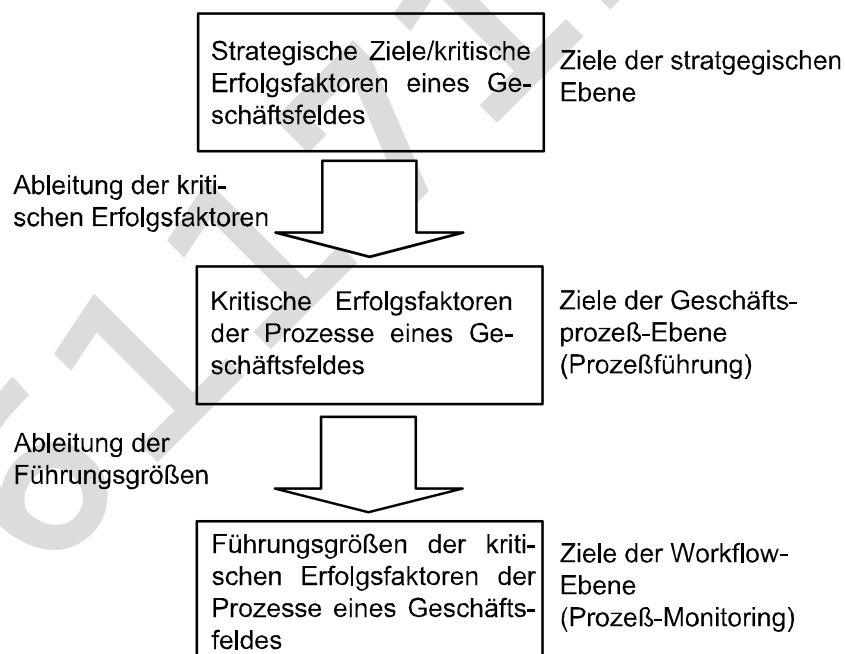 Strategische Ziele/kritische
Erfolgsfaktoren eines Ge-
schäftsfeldes
Ziele der stratgegischen
Ebene
Ableitung der kriti-
schen Erfolgsfaktoren
Kritische Erfolgsfaktoren
der Prozesse eines Ge-
schäftsfeldes
Ziele der Geschäfts-
prozeß-Ebene
(Prozeßführung)
Ableitung der
Führungsgrößen
Führungsgrößen der kriti-
schen Erfolgsfaktoren der
Prozesse eines Geschäfts-
feldes
Ziele der Workflow-
Ebene
(Prozeß-Monitoring)